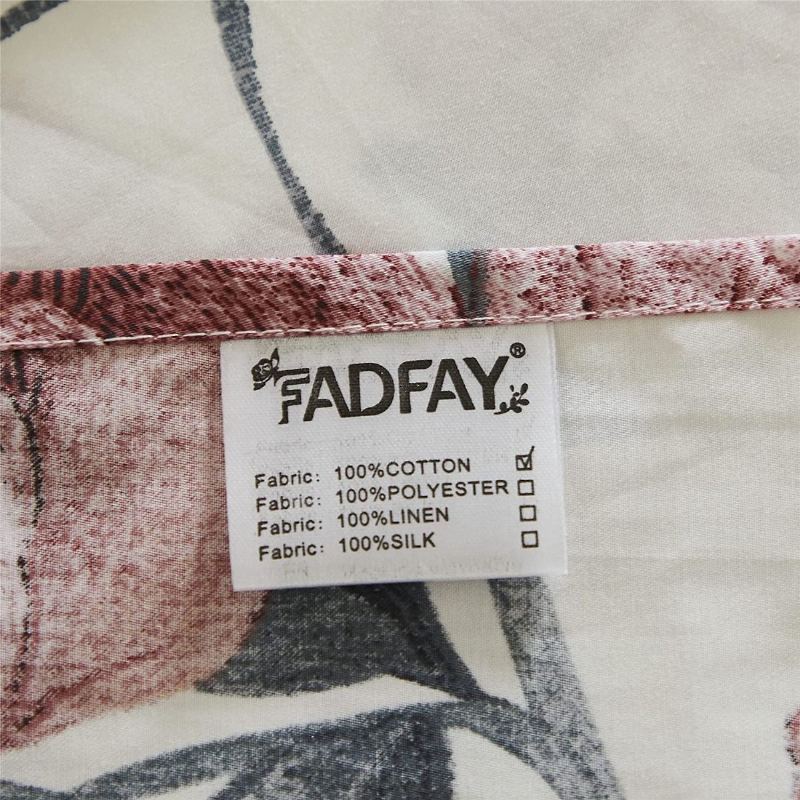 FADFAY®
Fabric: 100%COTTON ☑
Fabric: 100%POLYESTER ☐
Fabric: 100%LINEN ☐
Fabric: 100%SILK ☐